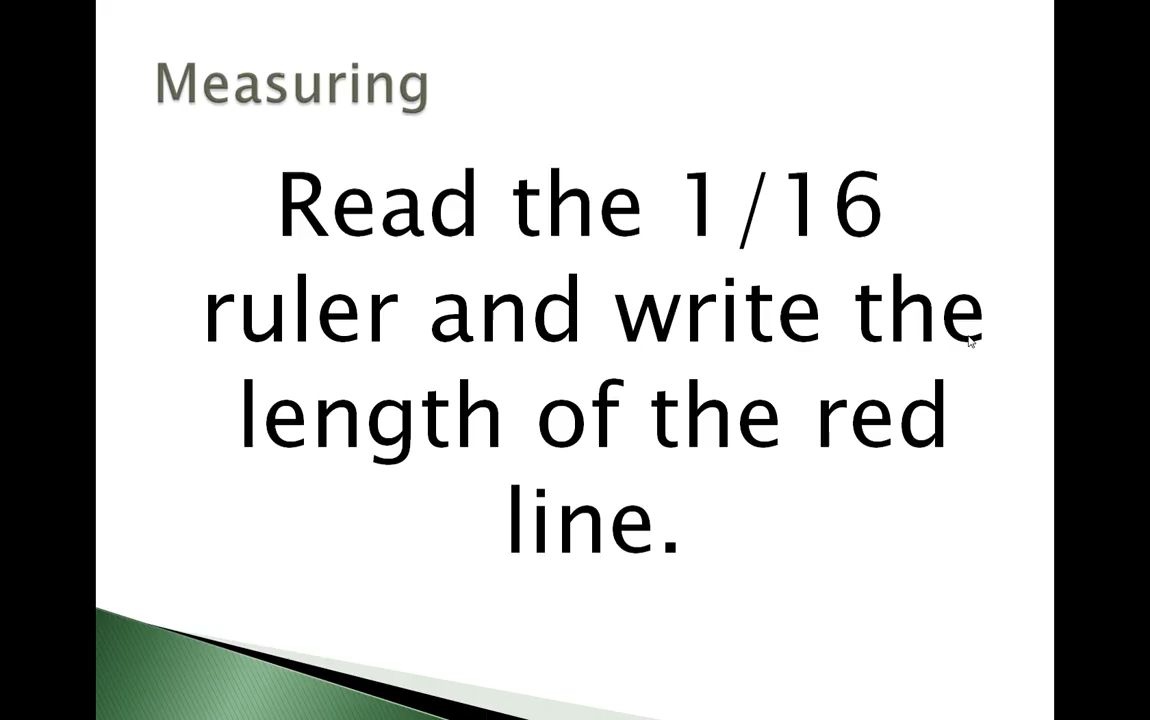 Measuring
Read the 1/16
ruler and write the
length of the red
line.